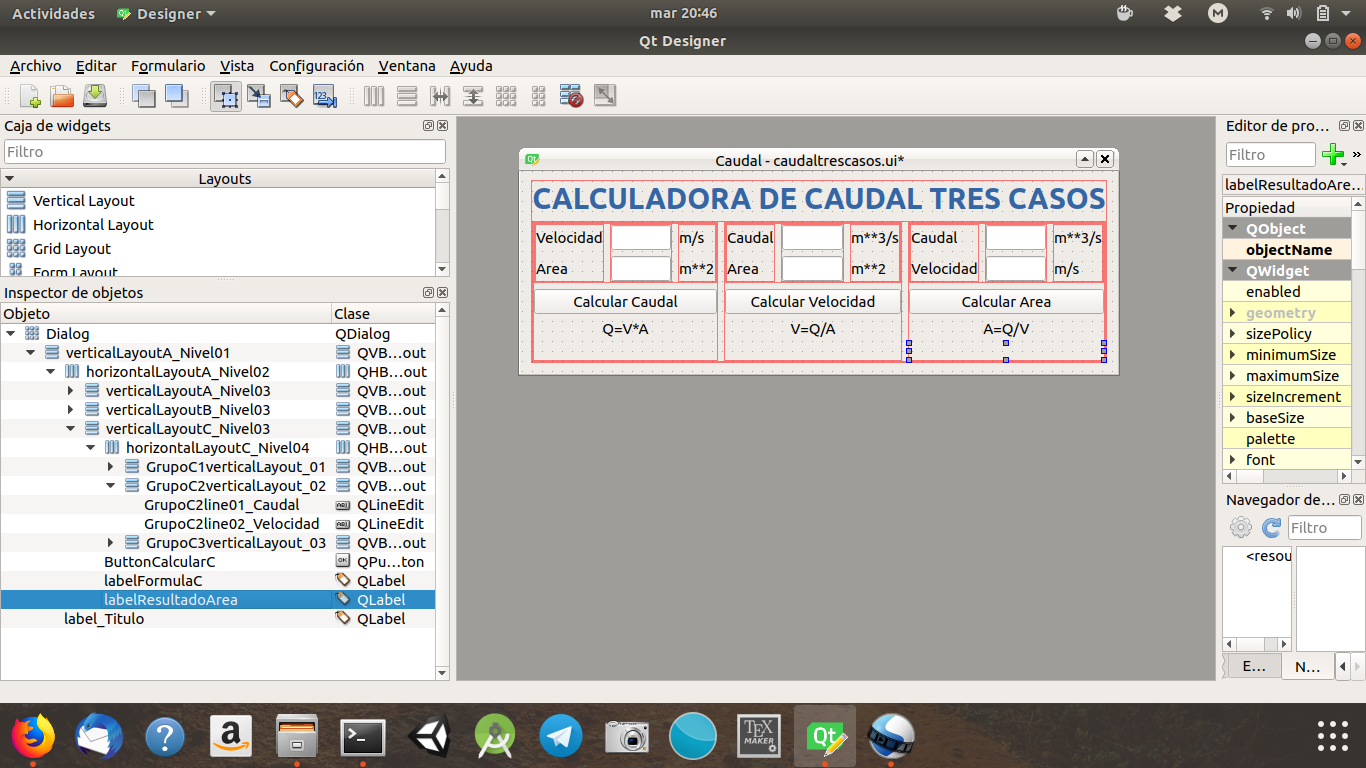 Actividades Designer mar 20:46
Qt Designer
Archivo Editar Formulario Vista Configuración Ventana Ayuda
Caja de widgets
Filtro
Layouts
Vertical Layout
Horizontal Layout
Grid Layout
Form Layout
Inspector de objetos
Objeto Clase
Dialog QDialog
verticalLayoutA_Nivel01 QVB...out
horizontalLayoutA_Nivel02 QHB...out
verticalLayoutA_Nivel03 QVB...out
verticalLayoutB_Nivel03 QVB...out
verticalLayoutC_Nivel03 QVB...out
horizontalLayoutC_Nivel04 QHB...out
GrupoC1verticalLayout_01 QVB...out
GrupoC2verticalLayout_02 QVB...out
GrupoC2line01_Caudal QLineEdit
GrupoC2line02_Velocidad QLineEdit
GrupoC3verticalLayout_03 QVB...out
ButtonCalcularC QPu...ton
labelFormulaC QLabel
labelResultadoArea QLabel
label_Titulo QLabel
Caudal - caudaltrescasos.ui*
CALCULADORA DE CAUDAL TRES CASOS
Velocidad m/s Caudal m**3/s Caudal m**3/s
Area m**2 Area m**2 Velocidad m/s
Calcular Caudal Calcular Velocidad Calcular Area
Q=V*A V=Q/A A=Q/V
Editor de pro...
Filtro
labelResultadoAre...
Propiedad
QObject
objectName
QWidget
enabled
geometry
sizePolicy
minimumSize
maximumSize
sizeIncrement
baseSize
palette
font
Navegador de...
Filtro
<resou
E... N...